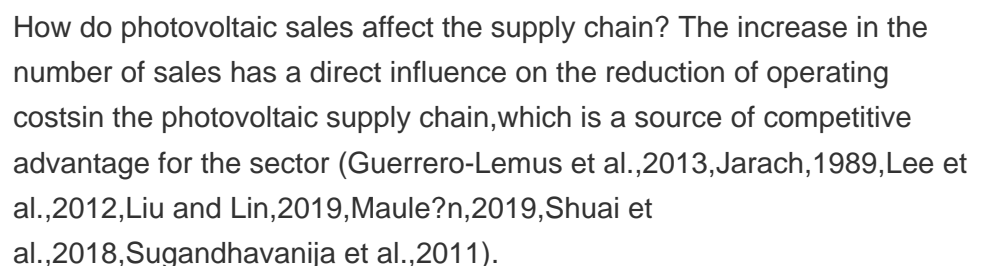 How do photovoltaic sales affect the supply chain? The increase in the
number of sales has a direct influence on the reduction of operating
costsin the photovoltaic supply chain,which is a source of competitive
advantage for the sector (Guerrero-Lemus et al.,2013,Jarach,1989,Lee et
al.,2012,Liu and Lin,2019,Maule?n,2019,Shuai et
al.,2018,Sugandhavanija et al.,2011).